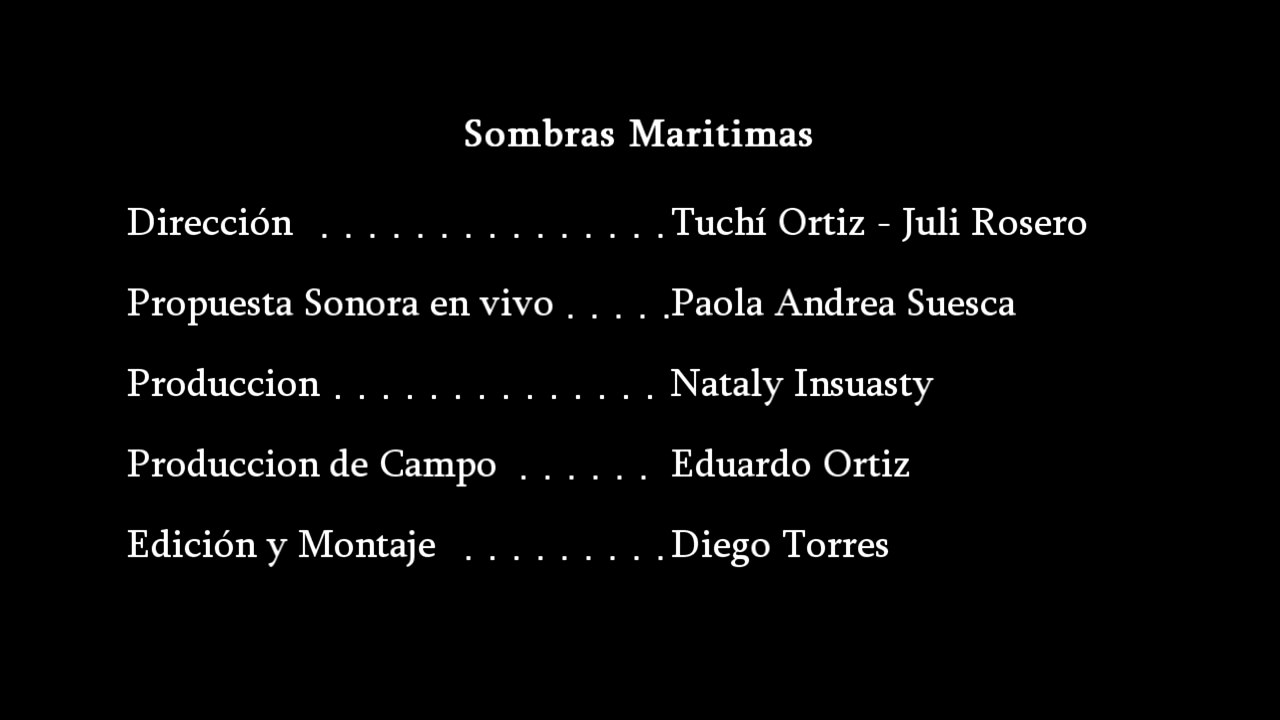 Sombras Maritimas
Dirección . . . . . . . . . . . . . . . Tuchí Ortiz - Juli Rosero
Propuesta Sonora en vivo . . . . . Paola Andrea Suesca
Produccion . . . . . . . . . . . . . . Nataly Insuasty
Produccion de Campo . . . . . . Eduardo Ortiz
Edición y Montaje . . . . . . . . . Diego Torres